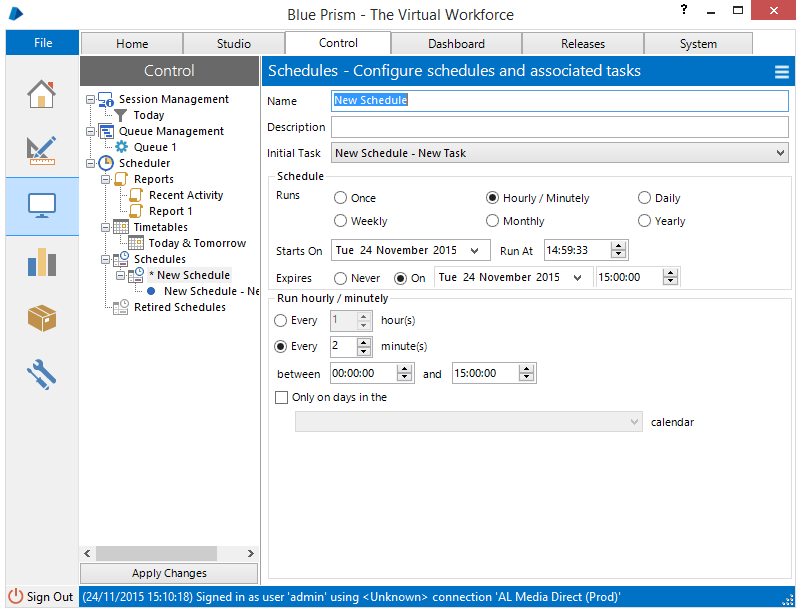 Blue Prism - The Virtual Workforce
?
File
Home
Studio
Control
Dashboard
Releases
System
Control
Session Management
Today
Queue Management
Queue 1
Scheduler
Reports
Recent Activity
Report 1
Timetables
Today & Tomorrow
Schedules
* New Schedule
New Schedule - Ne
Retired Schedules
Apply Changes
Schedules - Configure schedules and associated tasks
Name New Schedule
Description
Initial Task New Schedule - New Task
Schedule
Runs Once Hourly / Minutely Daily
Weekly Monthly Yearly
Starts On Tue 24 November 2015 Run At 14:59:33
Expires Never On Tue 24 November 2015 15:00:00
Run hourly / minutely
Every 1 hour(s)
Every 2 minute(s)
between 00:00:00 and 15:00:00
Only on days in the
calendar
Sign Out (24/11/2015 15:10:18) Signed in as user 'admin' using <Unknown> connection 'AL Media Direct (Prod)'